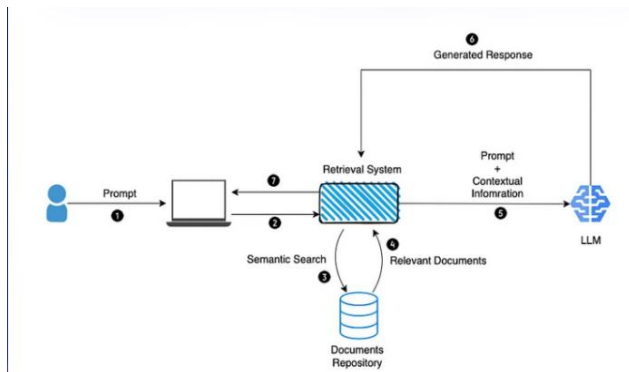 6
Generated Response
Retrieval System
Prompt
+
Contextual
Infomration
5
7
Prompt
1
2
LLM
Semantic Search
3
4
Relevant Documents
Documents
Repository